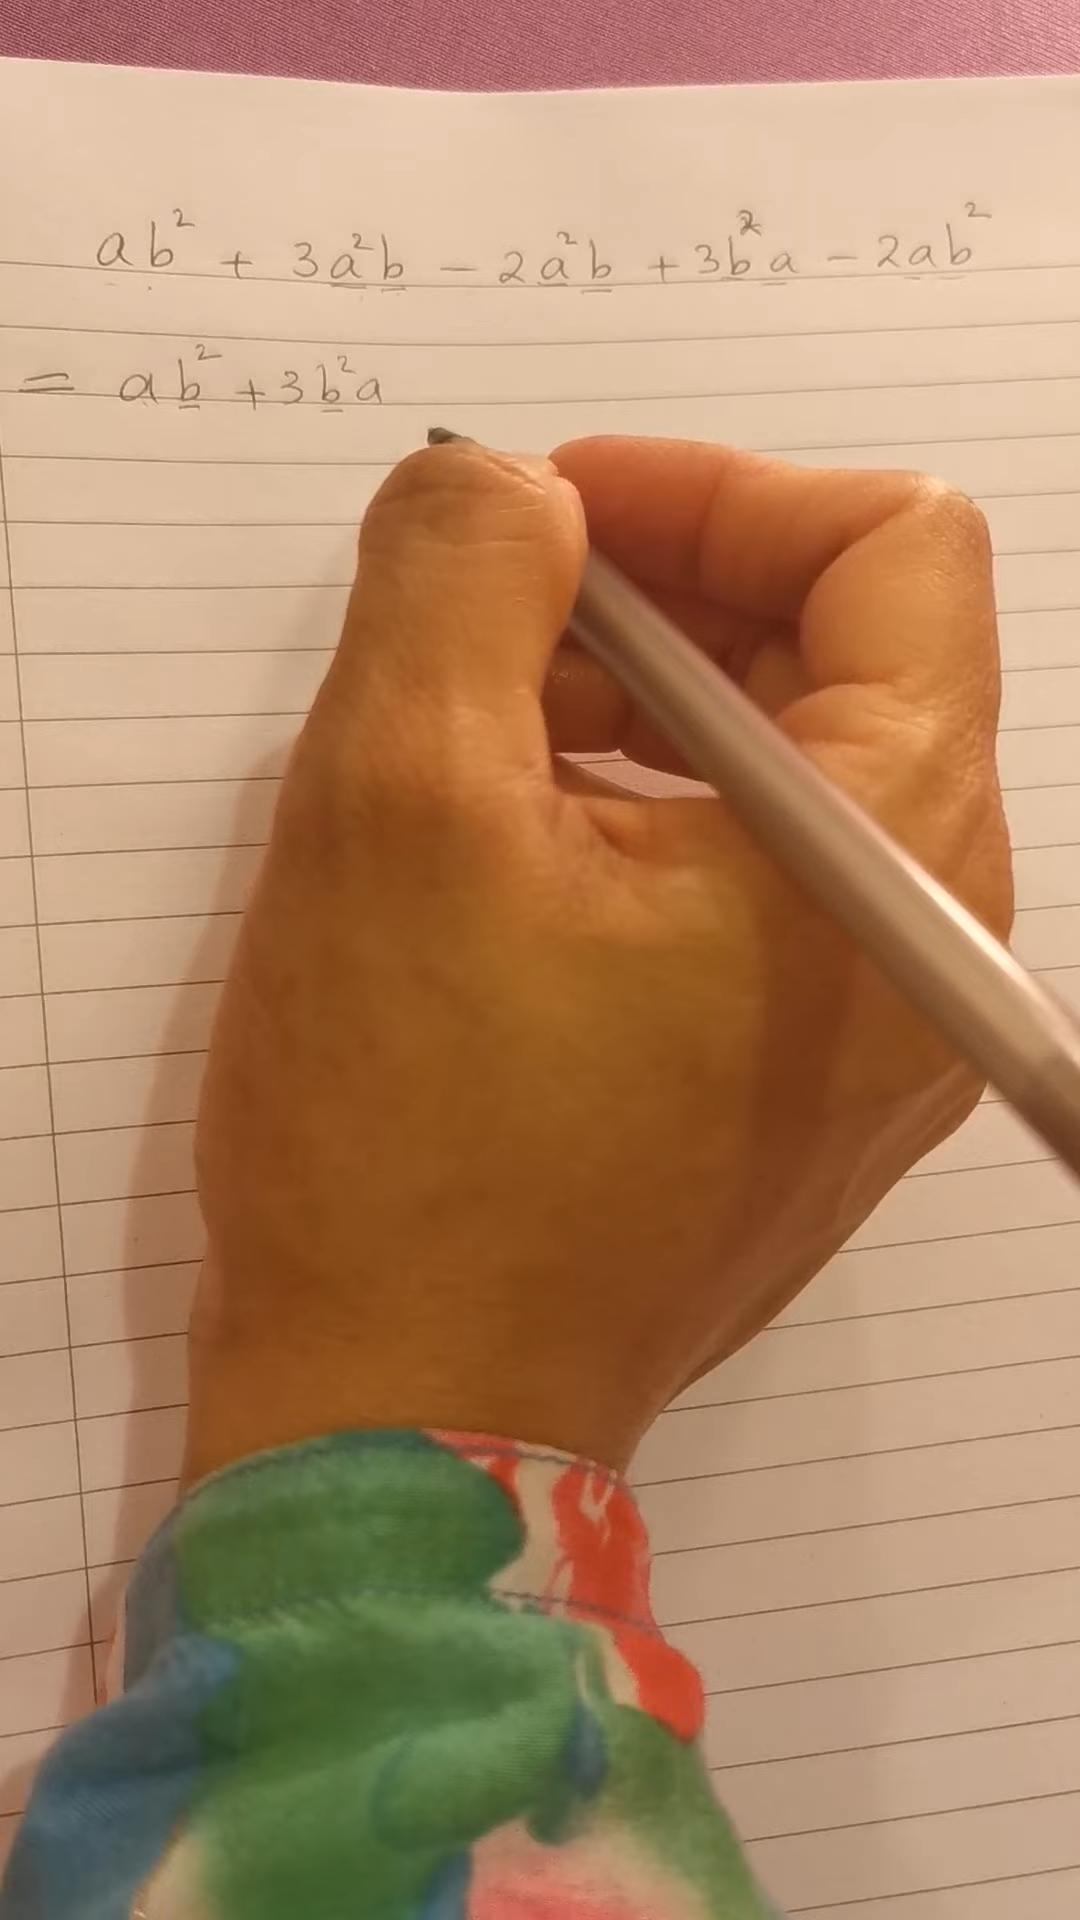 ab² + 3a²b - 2a²b + 3b²a - 2ab²
= ab² + 3b²a